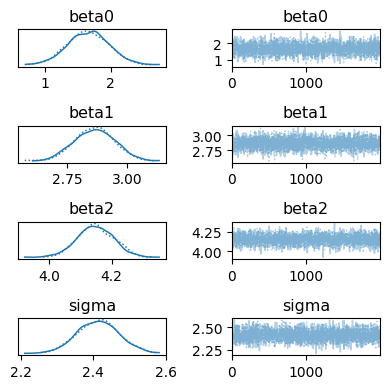 beta0 beta0
2
1
1 2 0 1000
beta1 beta1
3.00
2.75
2.75 3.00 0 1000
beta2 beta2
4.25
4.00
4.0 4.2 0 1000
sigma sigma
2.50
2.25
2.2 2.4 2.6 0 1000